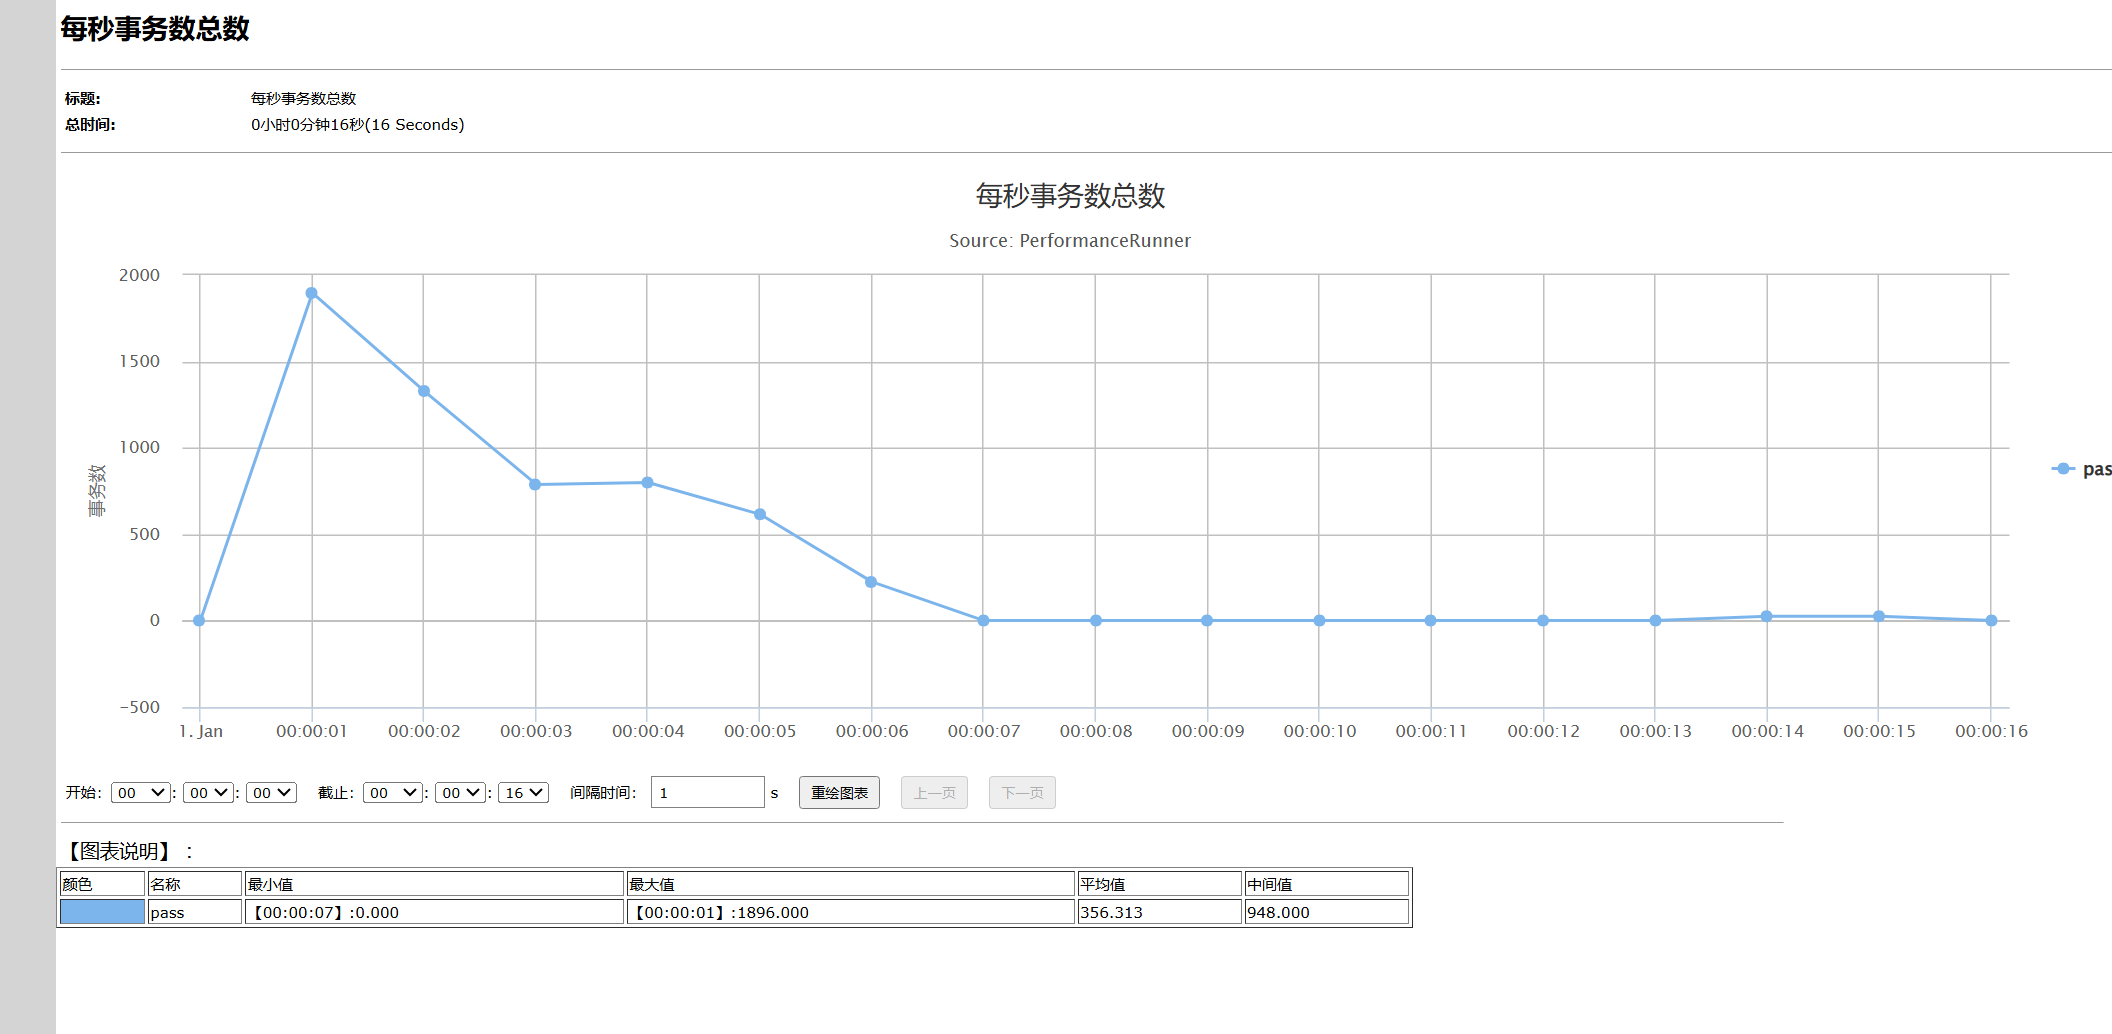 每秒事务数总数
标题: 每秒事务数总数
总时间: 0小时0分钟16秒(16 Seconds)
每秒事务数总数
Source: PerformanceRunner
2000
1500
1000
500
0
-500
事务数
pas
1. Jan 00:00:01 00:00:02 00:00:03 00:00:04 00:00:05 00:00:06 00:00:07 00:00:08 00:00:09 00:00:10 00:00:11 00:00:12 00:00:13 00:00:14 00:00:15 00:00:16
开始: 00 : 00 : 00 截止: 00 : 00 : 16 间隔时间: 1 s 重绘图表 上一页 下一页
【图表说明】：
颜色 名称 最小值 最大值 平均值 中间值
pass 【00:00:07】:0.000 【00:00:01】:1896.000 356.313 948.000